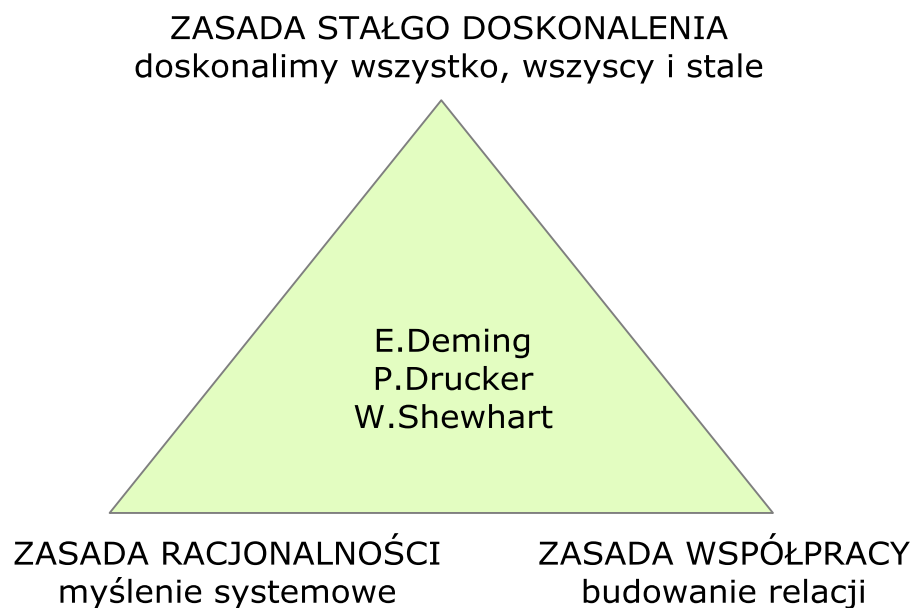 ZASADA STAŁGO DOSKONALENIA
doskonalimy wszystko, wszyscy i stale
E.Deming
P.Drucker
W.Shewhart
ZASADA RACJONALNOŚCI
myślenie systemowe
ZASADA WSPÓŁPRACY
budowanie relacji